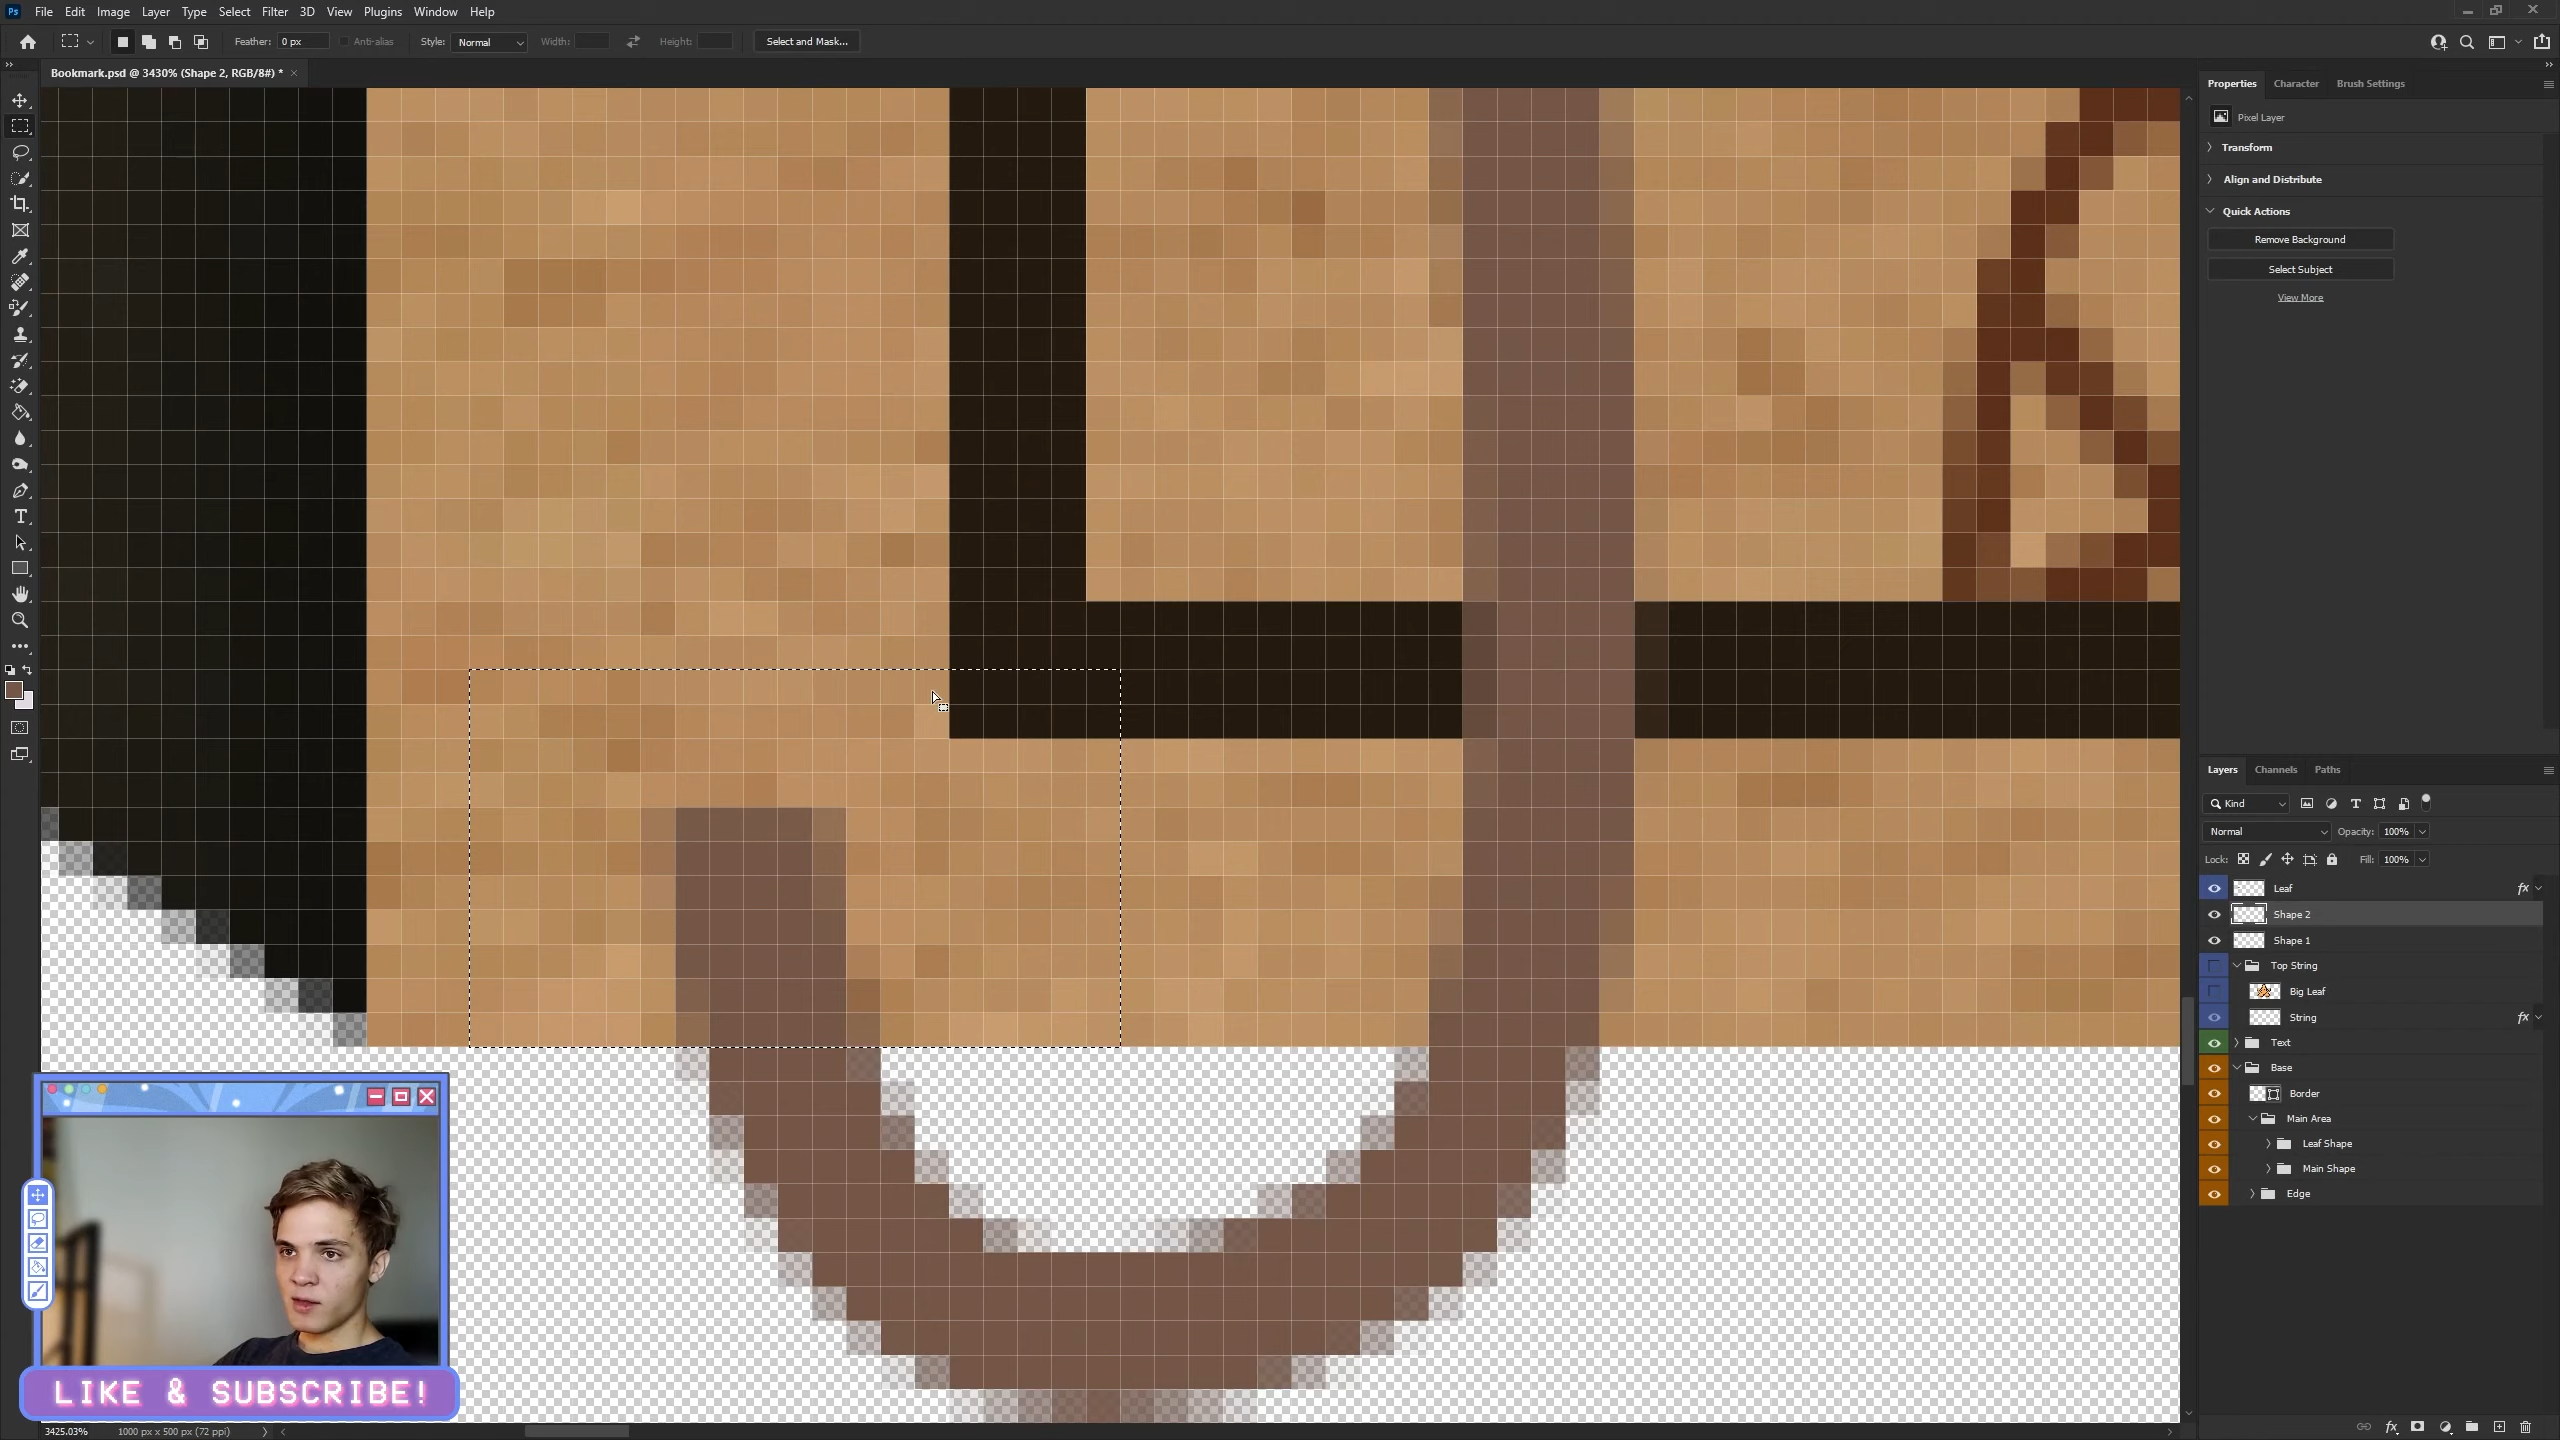 Ps File Edit Image Layer Type Select Filter 3D View Plugins Window Help
Feather: 0 px Anti-alias Style: Normal Width: Height: Select and Mask...
Bookmark.psd @ 3430% (Shape 2, RGB/8#) *
Properties Character Brush Settings
Pixel Layer
Transform
Align and Distribute
Quick Actions
Remove Background
Select Subject
View More
Layers Channels Paths
Kind
Normal Opacity: 100%
Lock: Fill: 100%
Leaf fx
Shape 2
Shape 1
Top String
Big Leaf
String fx
Text
Base
Border
Main Area
Leaf Shape
Main Shape
Edge
LIKE & SUBSCRIBE!
3425.03% 1000 px x 500 px (72 ppi)
fx